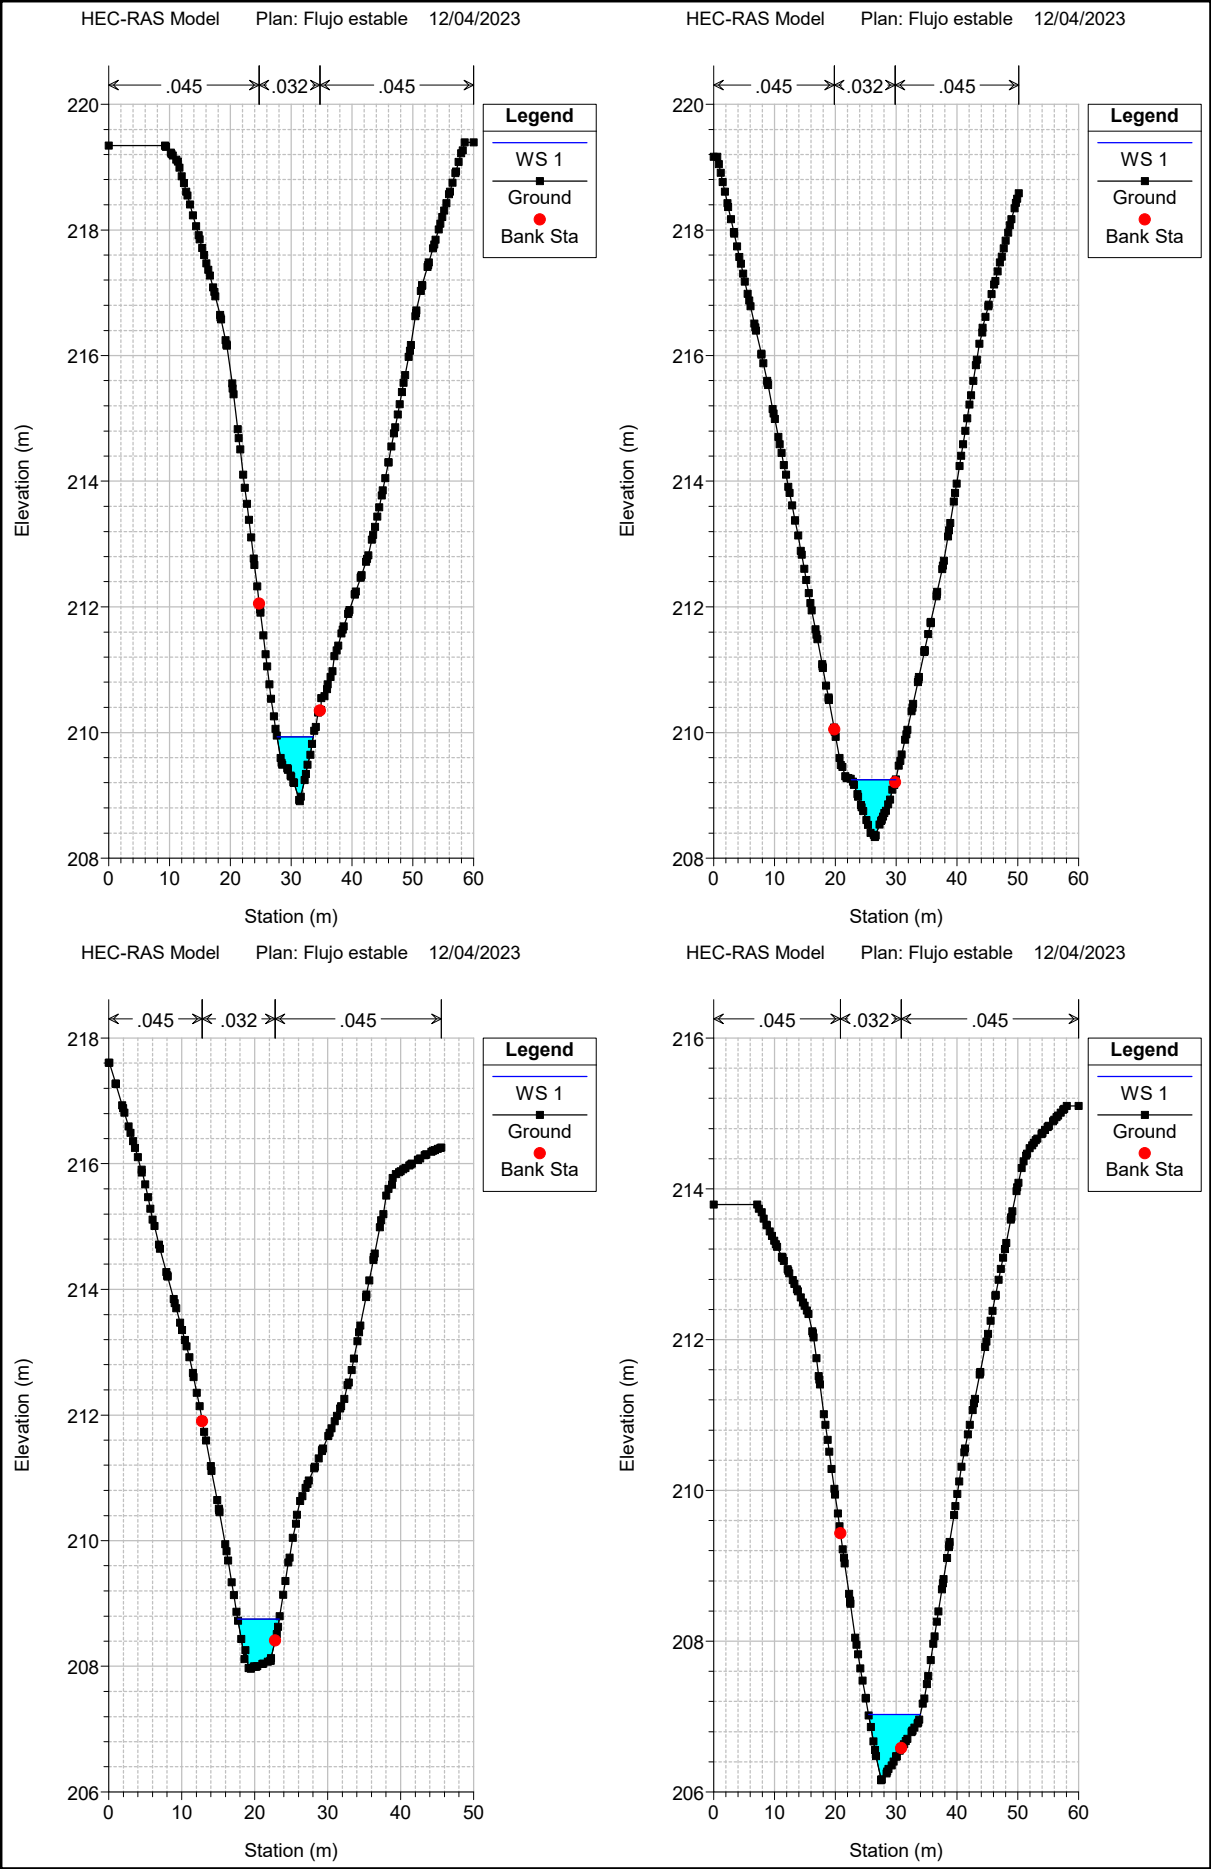 HEC-RAS Model Plan: Flujo estable 12/04/2023
.045 .032 .045
220
218
216
214
212
210
208
0 10 20 30 40 50 60
Elevation (m)
Station (m)
Legend
WS 1
Ground
Bank Sta
HEC-RAS Model Plan: Flujo estable 12/04/2023
.045 .032 .045
220
218
216
214
212
210
208
0 10 20 30 40 50 60
Elevation (m)
Station (m)
Legend
WS 1
Ground
Bank Sta
HEC-RAS Model Plan: Flujo estable 12/04/2023
.045 .032 .045
218
216
214
212
210
208
206
0 10 20 30 40 50
Elevation (m)
Station (m)
Legend
WS 1
Ground
Bank Sta
HEC-RAS Model Plan: Flujo estable 12/04/2023
.045 .032 .045
216
214
212
210
208
206
0 10 20 30 40 50 60
Elevation (m)
Station (m)
Legend
WS 1
Ground
Bank Sta